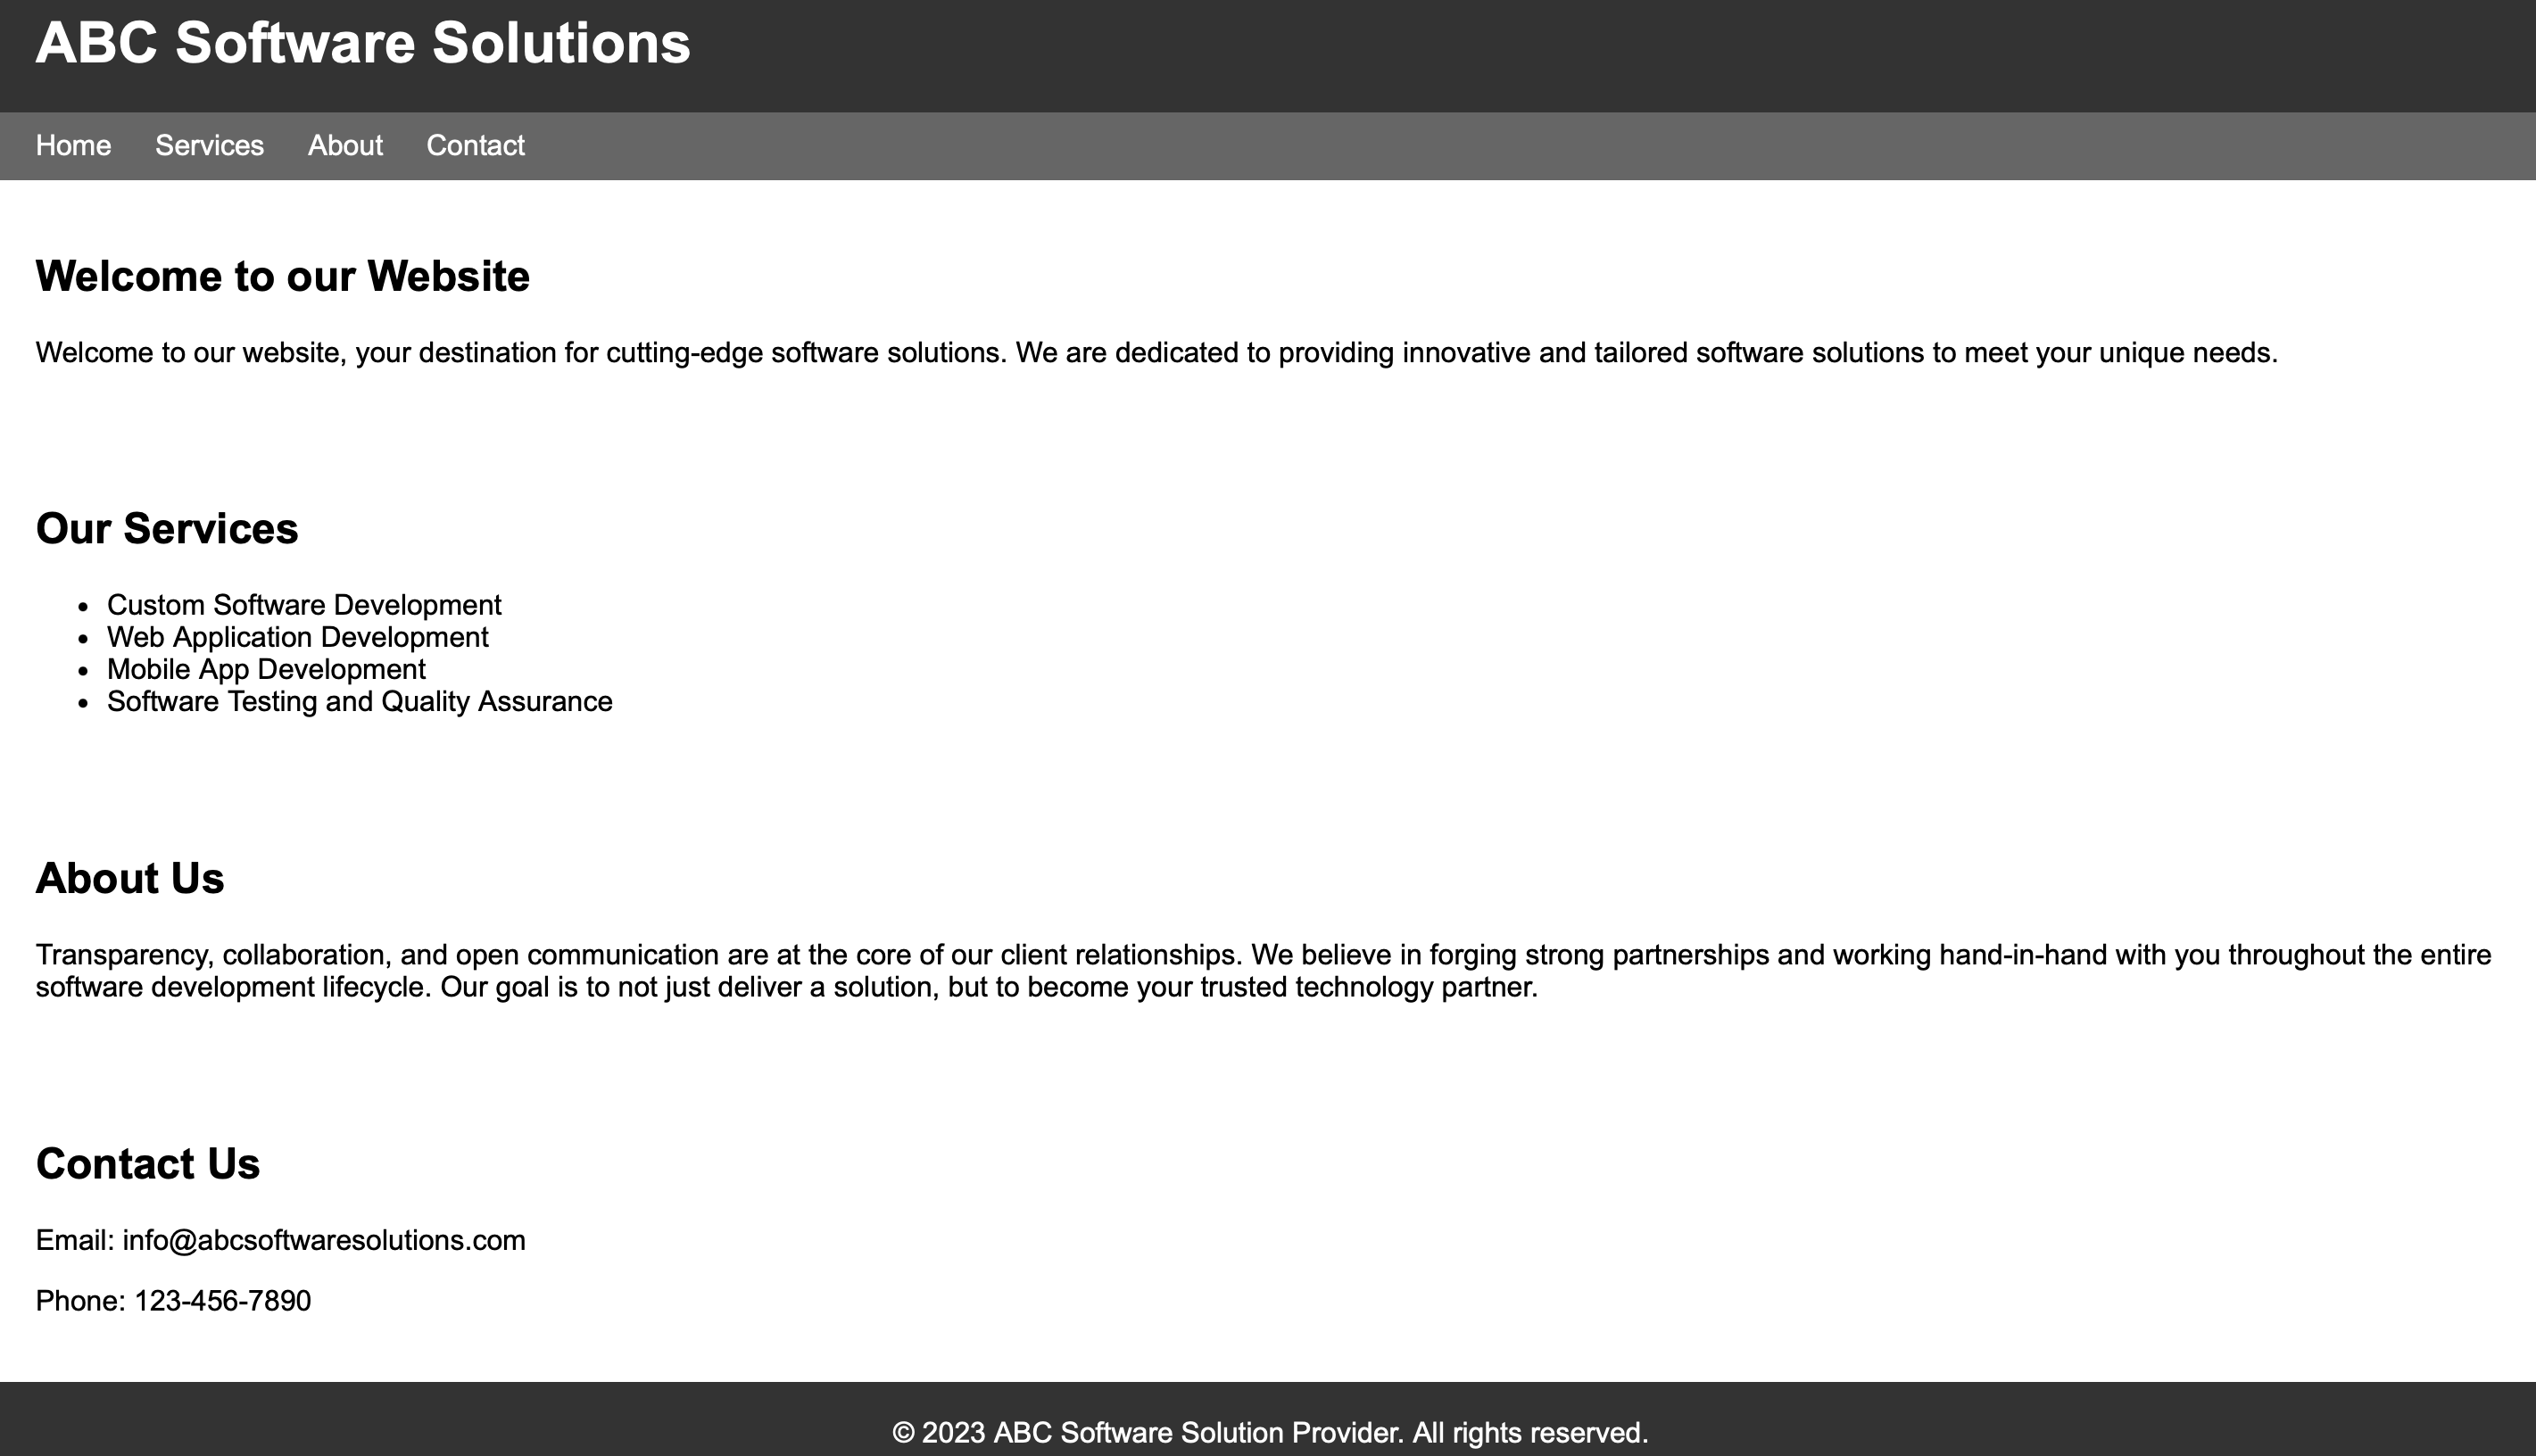 ABC Software Solutions
Home Services About Contact
Welcome to our Website
Welcome to our website, your destination for cutting-edge software solutions. We are dedicated to providing innovative and tailored software solutions to meet your unique needs.
Our Services
• Custom Software Development
• Web Application Development
• Mobile App Development
• Software Testing and Quality Assurance
About Us
Transparency, collaboration, and open communication are at the core of our client relationships. We believe in forging strong partnerships and working hand-in-hand with you throughout the entire
software development lifecycle. Our goal is to not just deliver a solution, but to become your trusted technology partner.
Contact Us
Email: info@abcsoftwaresolutions.com
Phone: 123-456-7890
© 2023 ABC Software Solution Provider. All rights reserved.